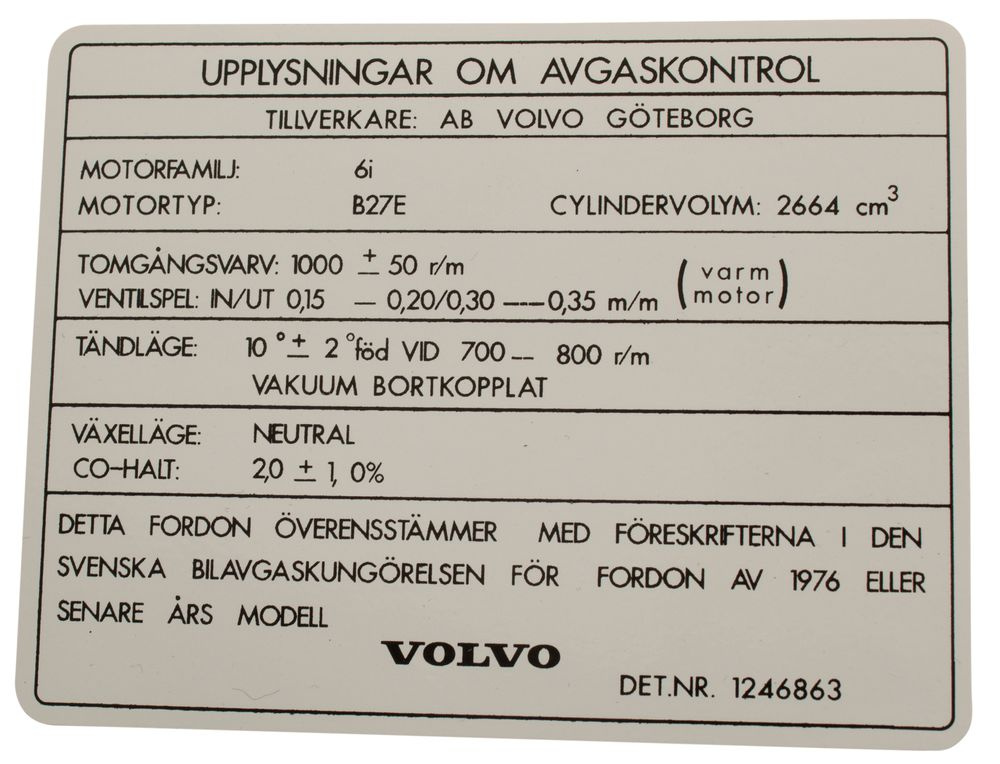 UPPLYSNINGAR OM AVGASKONTROL
TILLVERKARE: AB VOLVO GÖTEBORG
MOTORFAMILJ: 6i
MOTORTYP: B27E CYLINDERVOLYM: 2664 cm³
TOMGÅNGSVARV: 1000 ± 50 r/m (varm
VENTILSPEL: IN/UT 0,15 — 0,20/0,30 —-—0,35 m/m motor)
TÄNDLÄGE: 10 °± 2 °föd VID 700 — 800 r/m
VAKUUM BORTKOPPLAT
VÄXELLÄGE: NEUTRAL
CO-HALT: 2,0 ± 1, 0%
DETTA FORDON ÖVERENSSTÄMMER MED FÖRESKRIFTERNA I DEN
SVENSKA BILAVGASKUNGÖRELSEN FÖR FORDON AV 1976 ELLER
SENARE ÅRS MODELL
VOLVO
DET.NR. 1246863